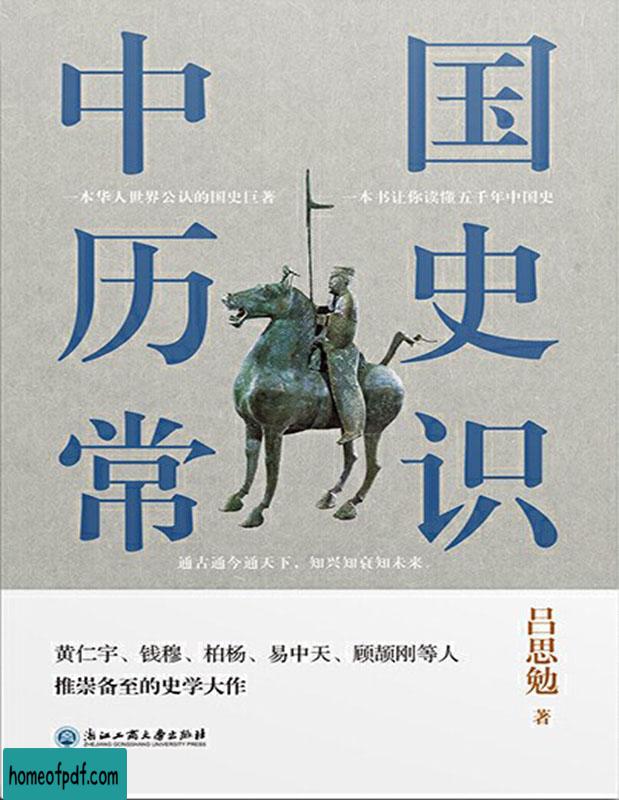 中国
一本华人世界公认的国史巨著 一本书让你读懂五千年中国史
历史
常识
通古通今通天下，知兴知衰知未来。
黄仁宇、钱穆、柏杨、易中天、顾颉刚等人
推崇备至的史学大作
吕思勉 著
浙江工商大学出版社
ZHEJIANG GONGSHANG UNIVERSITY PRESS
homeofpdf.com